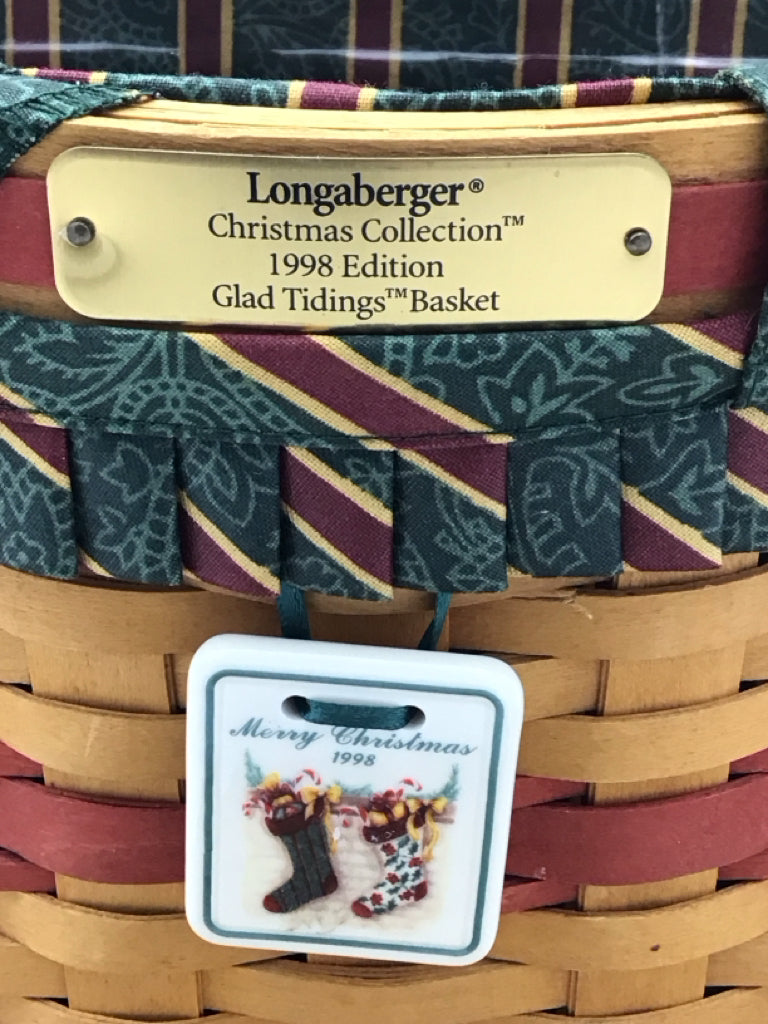 Longaberger®
Christmas Collection™
1998 Edition
Glad Tidings™ Basket
Merry Christmas
1998